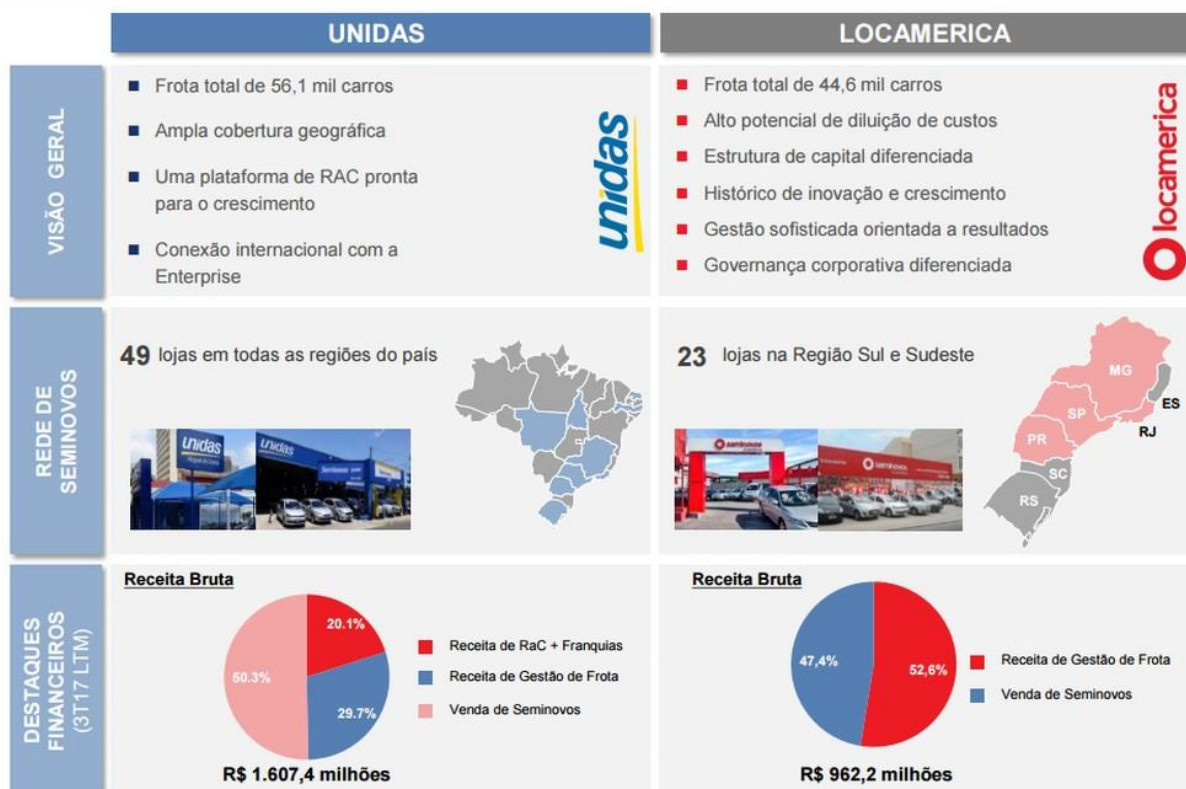 UNIDAS
LOCAMERICA
VISÃO GERAL
Frota total de 56,1 mil carros
Ampla cobertura geográfica
Uma plataforma de RAC pronta
para o crescimento
Conexão internacional com a
Enterprise
unidas
Frota total de 44,6 mil carros
Alto potencial de diluição de custos
Estrutura de capital diferenciada
Histórico de inovação e crescimento
Gestão sofisticada orientada a resultados
Governança corporativa diferenciada
locamerica
REDE DE
SEMINOVOS
49 lojas em todas as regiões do país
unidas
unidas
Seminovos
23 lojas na Região Sul e Sudeste
seminovos
seminovos
MG
ES
SP
RJ
PR
SC
RS
DESTAQUES
FINANCEIROS
(3T17 LTM)
Receita Bruta
20.1%
50.3%
29.7%
Receita de RaC + Franquias
Receita de Gestão de Frota
Venda de Seminovos
R$ 1.607,4 milhões
Receita Bruta
47,4%
52,6%
Receita de Gestão de Frota
Venda de Seminovos
R$ 962,2 milhões